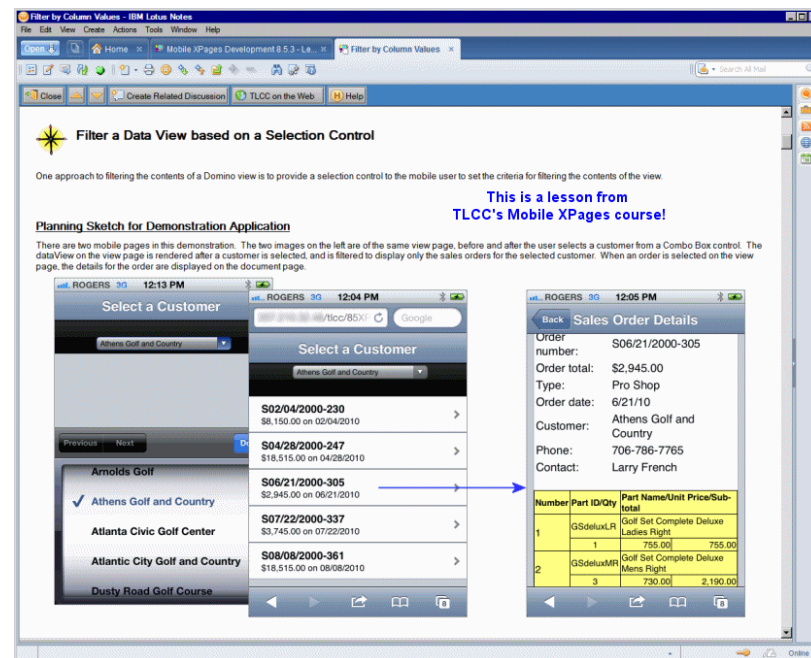 Filter by Column Values - IBM Lotus Notes
File Edit View Create Actions Tools Window Help
Open Home × Mobile XPages Development 8.5.3 - Le... × Filter by Column Values ×
Search All Mail
Close Create Related Discussion TLCC on the Web Help
Filter a Data View based on a Selection Control
One approach to filtering the contents of a Domino view is to provide a selection control to the mobile user to set the criteria for filtering the contents of the view.
This is a lesson from
TLCC's Mobile XPages course!
Planning Sketch for Demonstration Application
There are two mobile pages in this demonstration. The two images on the left are of the same view page, before and after the user selects a customer from a Combo Box control. The
dataView on the view page is rendered after a customer is selected, and is filtered to display only the sales orders for the selected customer. When an order is selected on the view
page, the details for the order are displayed on the document page.
ROGERS 3G 12:13 PM
Select a Customer
Athens Golf and Country
Previous Next
Arnolds Golf
✓ Athens Golf and Country
Atlanta Civic Golf Center
Atlantic City Golf and Country
Dusty Road Golf Course
ROGERS 3G 12:04 PM
/tlcc/85XF Google
Select a Customer
Athens Golf and Country
S02/04/2000-230
$8,150.00 on 02/04/2010
S04/28/2000-247
$18,515.00 on 04/28/2010
S06/21/2000-305
$2,945.00 on 06/21/2010
S07/22/2000-337
$3,745.00 on 07/22/2010
S08/08/2000-361
$18,515.00 on 08/08/2010
8
ROGERS 3G 12:05 PM
Back Sales Order Details
Order
number: S06/21/2000-305
Order total: $2,945.00
Type: Pro Shop
Order date: 6/21/10
Customer: Athens Golf and
Country
Phone: 706-786-7765
Contact: Larry French
Number Part ID/Qty Part Name/Unit Price/Sub-
total
1 GSdeluxLR Golf Set Complete Deluxe
Ladies Right
1 755.00 755.00
2 GSdeluxMR Golf Set Complete Deluxe
Mens Right
3 730.00 2,190.00
8
Online